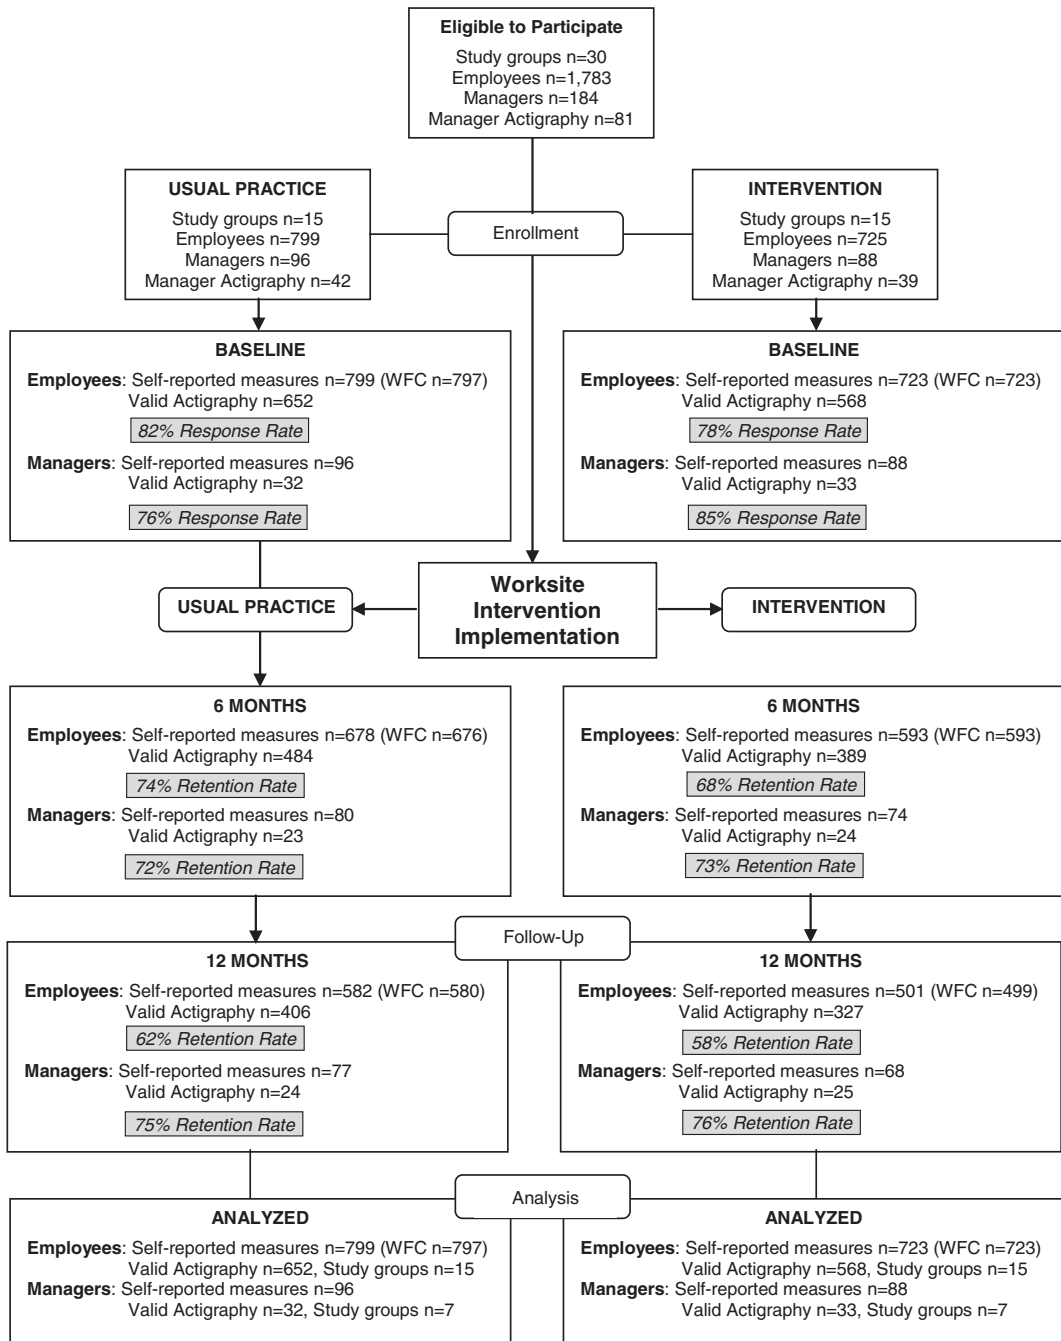 Eligible to Participate
Study groups n=30
Employees n=1,783
Managers n=184
Manager Actigraphy n=81
USUAL PRACTICE
Study groups n=15
Employees n=799
Managers n=96
Manager Actigraphy n=42
Enrollment
INTERVENTION
Study groups n=15
Employees n=725
Managers n=88
Manager Actigraphy n=39
BASELINE
Employees: Self-reported measures n=799 (WFC n=797)
Valid Actigraphy n=652
82% Response Rate
Managers: Self-reported measures n=96
Valid Actigraphy n=32
76% Response Rate
BASELINE
Employees: Self-reported measures n=723 (WFC n=723)
Valid Actigraphy n=568
78% Response Rate
Managers: Self-reported measures n=88
Valid Actigraphy n=33
85% Response Rate
USUAL PRACTICE
Worksite
Intervention
Implementation
INTERVENTION
6 MONTHS
Employees: Self-reported measures n=678 (WFC n=676)
Valid Actigraphy n=484
74% Retention Rate
Managers: Self-reported measures n=80
Valid Actigraphy n=23
72% Retention Rate
6 MONTHS
Employees: Self-reported measures n=593 (WFC n=593)
Valid Actigraphy n=389
68% Retention Rate
Managers: Self-reported measures n=74
Valid Actigraphy n=24
73% Retention Rate
Follow-Up
12 MONTHS
Employees: Self-reported measures n=582 (WFC n=580)
Valid Actigraphy n=406
62% Retention Rate
Managers: Self-reported measures n=77
Valid Actigraphy n=24
75% Retention Rate
12 MONTHS
Employees: Self-reported measures n=501 (WFC n=499)
Valid Actigraphy n=327
58% Retention Rate
Managers: Self-reported measures n=68
Valid Actigraphy n=25
76% Retention Rate
Analysis
ANALYZED
Employees: Self-reported measures n=799 (WFC n=797)
Valid Actigraphy n=652, Study groups n=15
Managers: Self-reported measures n=96
Valid Actigraphy n=32, Study groups n=7
ANALYZED
Employees: Self-reported measures n=723 (WFC n=723)
Valid Actigraphy n=568, Study groups n=15
Managers: Self-reported measures n=88
Valid Actigraphy n=33, Study groups n=7